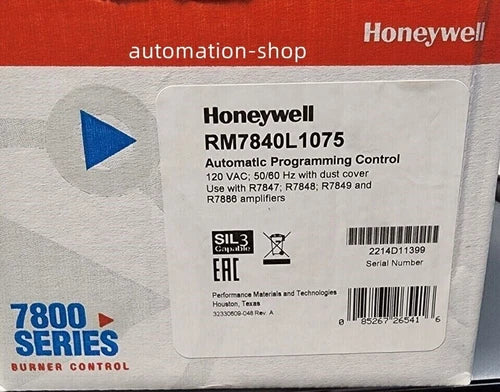 Honeywell
automation-shop
Honeywell
RM7840L1075
Automatic Programming Control
120 VAC; 50/60 Hz with dust cover
Use with R7847; R7848; R7849 and
R7886 amplifiers
SIL 3
Capable
EAC
2214D11399
Serial Number
Performance Materials and Technologies
Houston, Texas
32330609-048 Rev. A
0 85267 26541 6
7800
SERIES
BURNER CONTROL